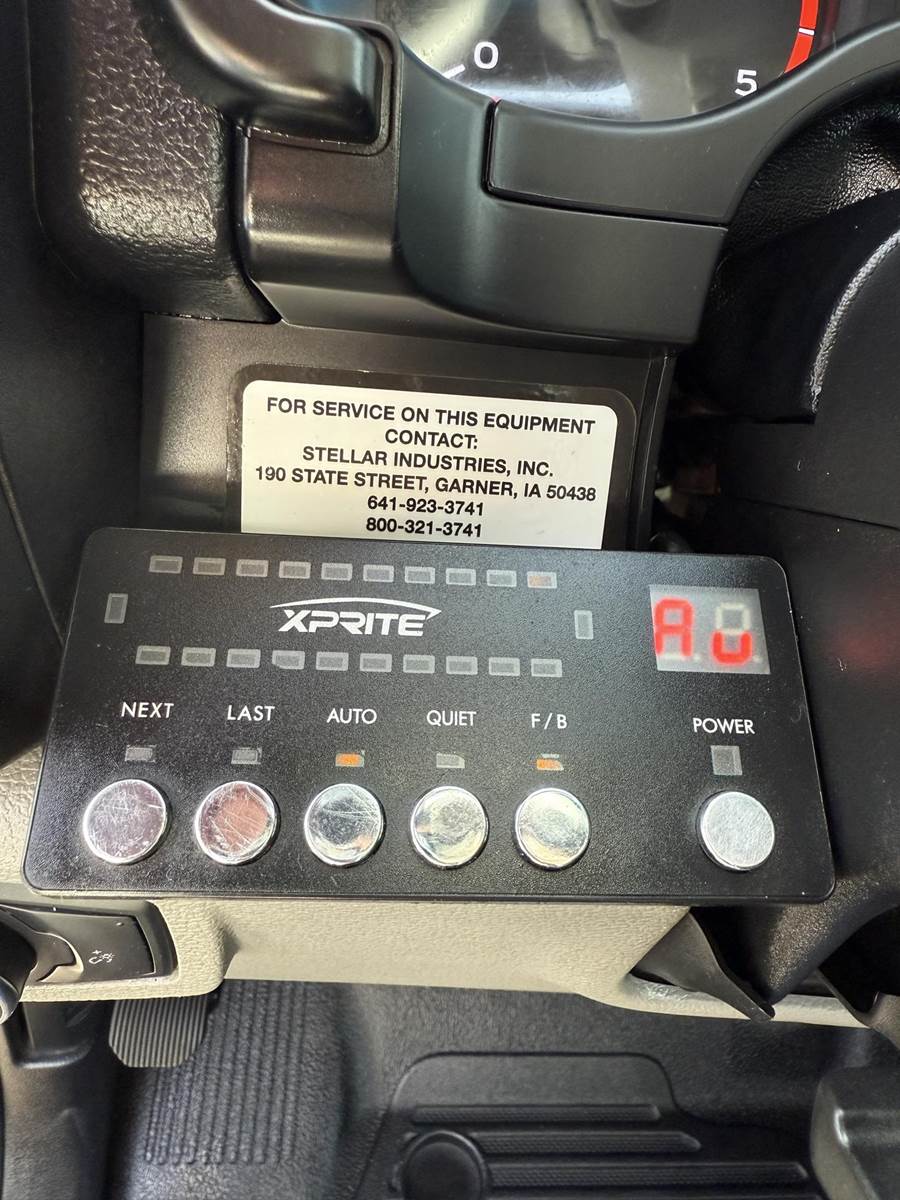 0
5
FOR SERVICE ON THIS EQUIPMENT
CONTACT:
STELLAR INDUSTRIES, INC.
190 STATE STREET, GARNER, IA 50438
641-923-3741
800-321-3741
XPRITE
NEXT LAST AUTO QUIET F / B POWER